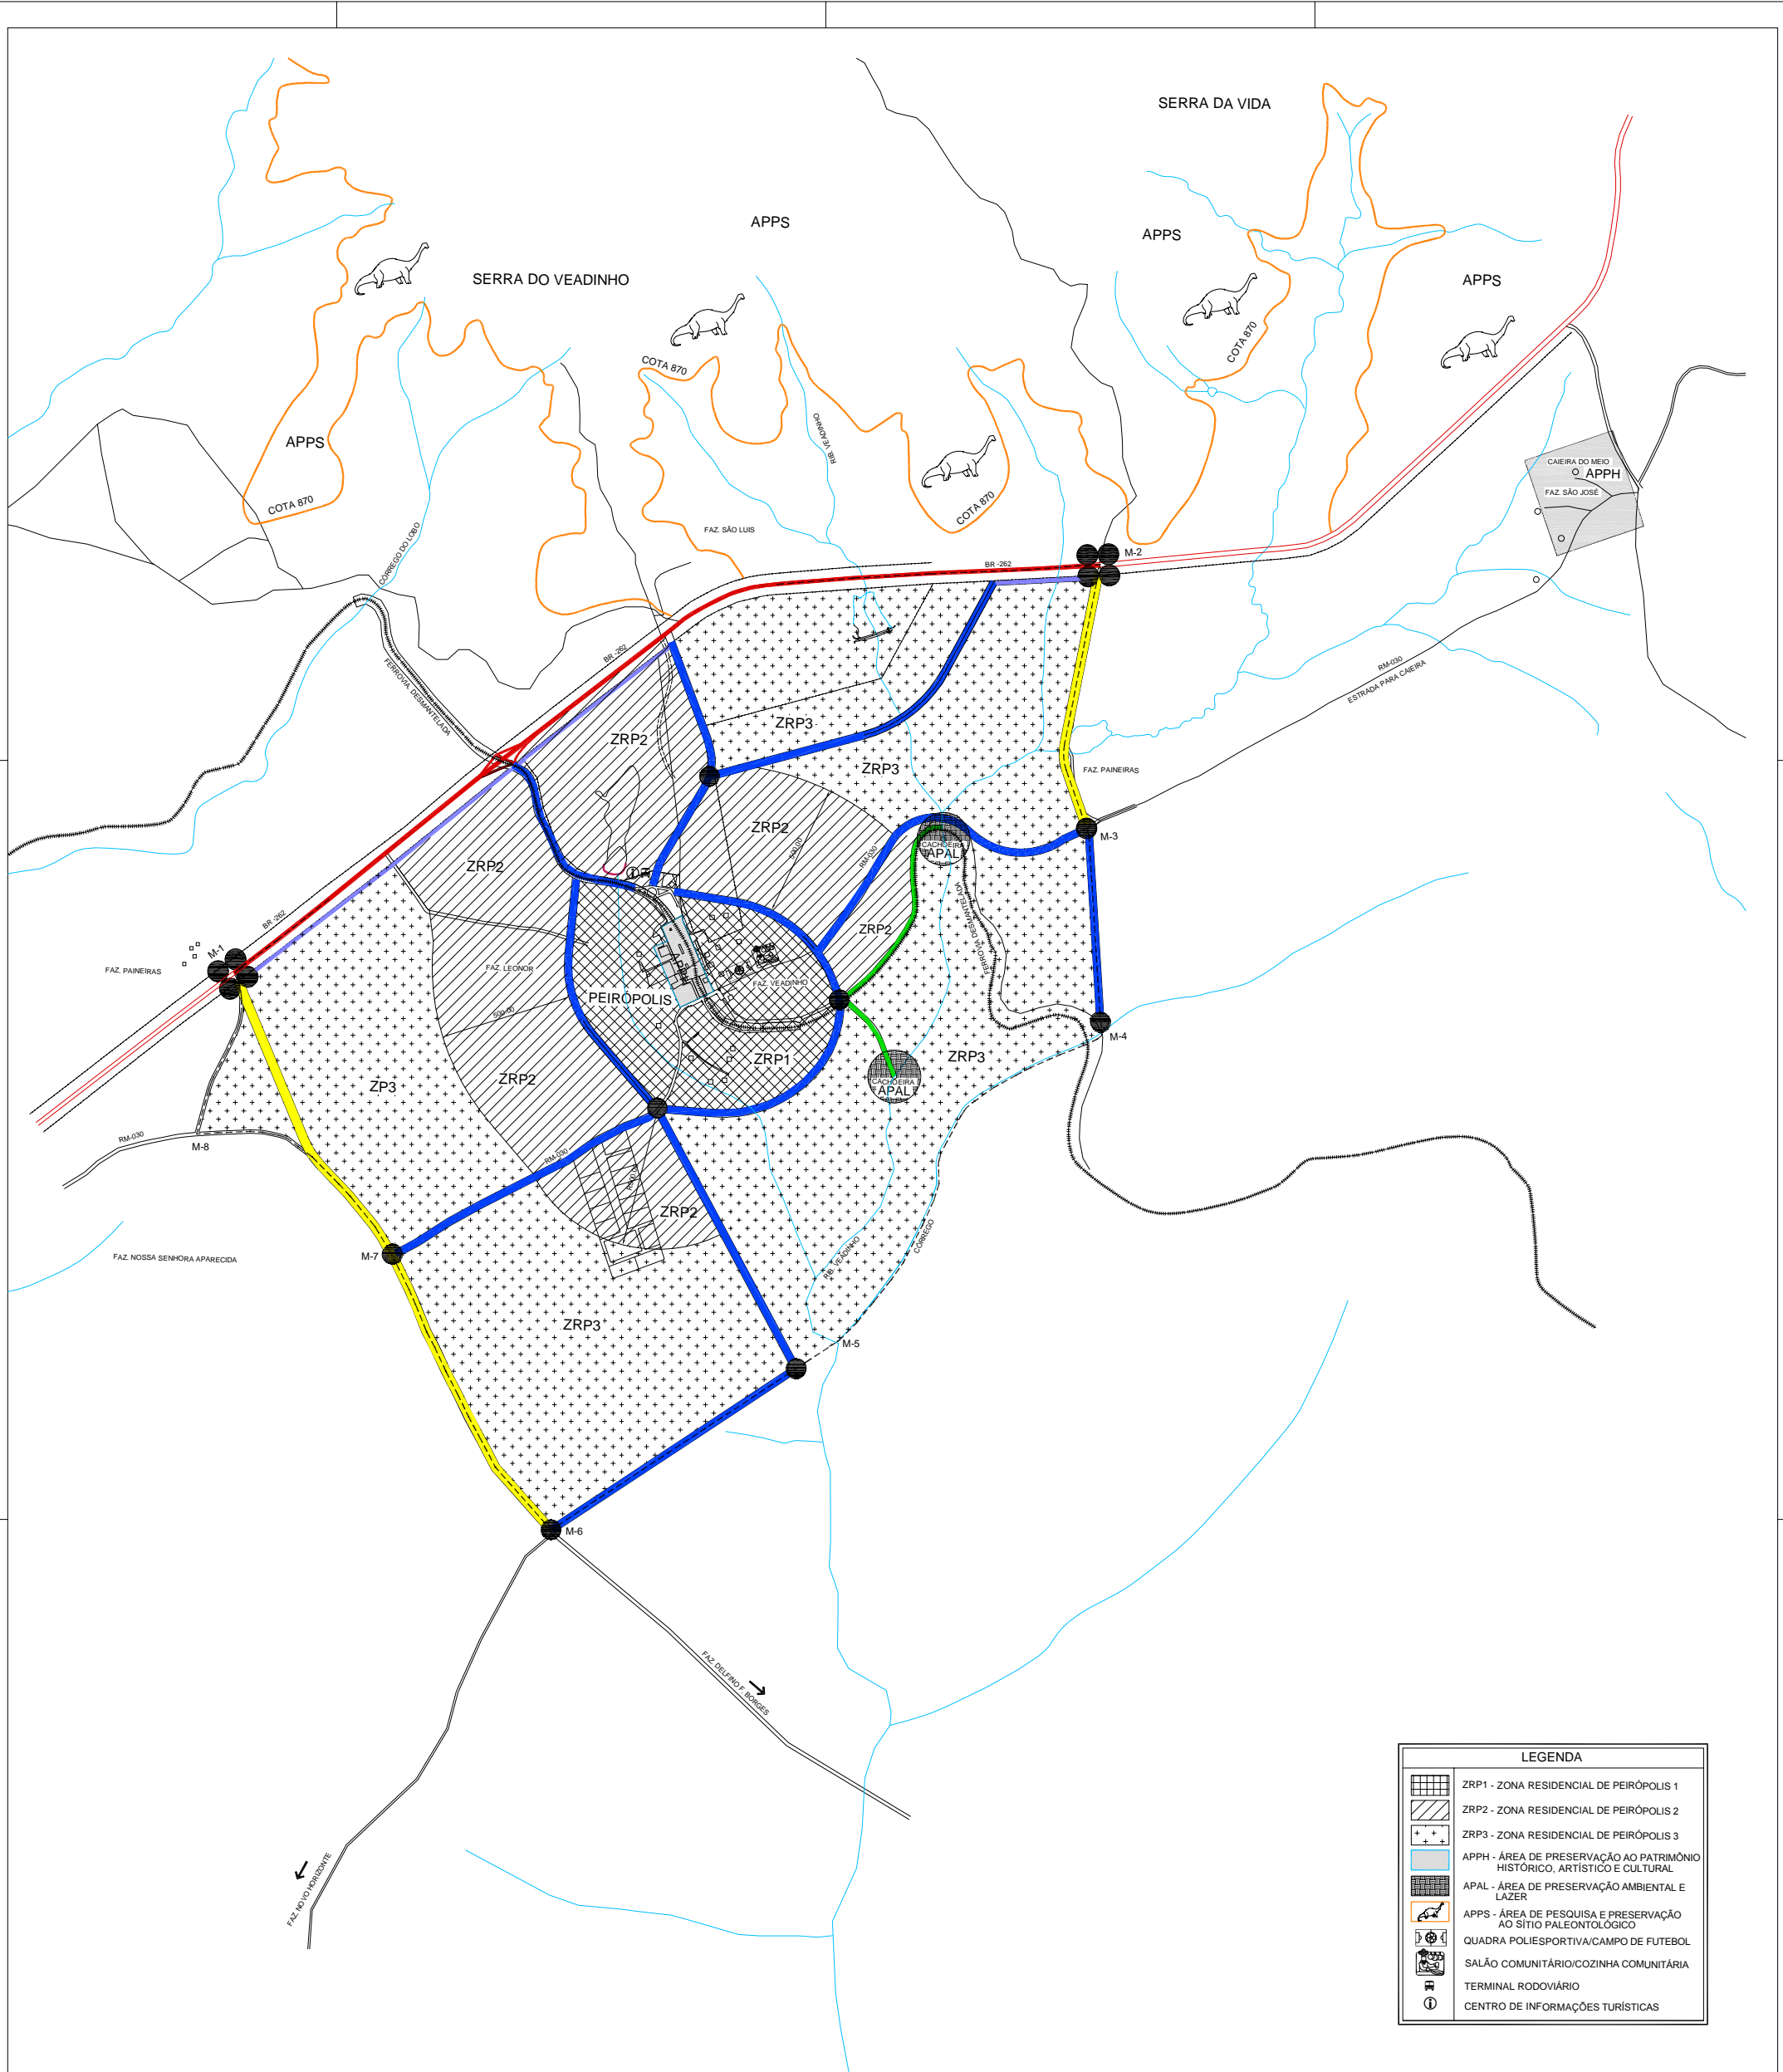 SERRA DA VIDA
APPS
APPS
SERRA DO VEADINHO
APPS
COTA 870
COTA 870
RIB. VEADINHO
APPS
COTA 870
COTA 870
CAIEIRA DO MEIO
APPH
FAZ. SÃO JOSÉ
FAZ. SÃO LUIS
CÓRREGO DO LOBO
M-2
BR -262
BR -262
FERROVIA DESMANTELADA
RM-030
ESTRADA PARA CAIEIRA
ZRP3
ZRP2
ZRP3
FAZ. PAINEIRAS
ZRP2
500.00
M-3
RM-030
CACHOEIRA
APAL
ZRP2
BR -262
ZRP2
FERROVIA DESMANTELADA
M-1
FAZ. PAINEIRAS
FAZ. LEONOR
APPH
FAZ. VEADINHO
PEIRÓPOLIS
500.00
M-4
ZRP1
ZRP3
ZRP2
ZP3
CACHOEIRA
APAL
RM-030
M-8
RM-030
ZRP2
M-7
FAZ. NOSSA SENHORA APARECIDA
RIB. VEADINHO
CÓRREGO
ZRP3
M-5
M-6
FAZ. DELFINO F. BORGES
FAZ. NOVO HORIZONTE
LEGENDA
ZRP1 - ZONA RESIDENCIAL DE PEIRÓPOLIS 1
ZRP2 - ZONA RESIDENCIAL DE PEIRÓPOLIS 2
ZRP3 - ZONA RESIDENCIAL DE PEIRÓPOLIS 3
APPH - ÁREA DE PRESERVAÇÃO AO PATRIMÔNIO
HISTÓRICO, ARTÍSTICO E CULTURAL
APAL - ÁREA DE PRESERVAÇÃO AMBIENTAL E
LAZER
APPS - ÁREA DE PESQUISA E PRESERVAÇÃO
AO SÍTIO PALEONTOLÓGICO
QUADRA POLIESPORTIVA/CAMPO DE FUTEBOL
SALÃO COMUNITÁRIO/COZINHA COMUNITÁRIA
TERMINAL RODOVIÁRIO
CENTRO DE INFORMAÇÕES TURÍSTICAS